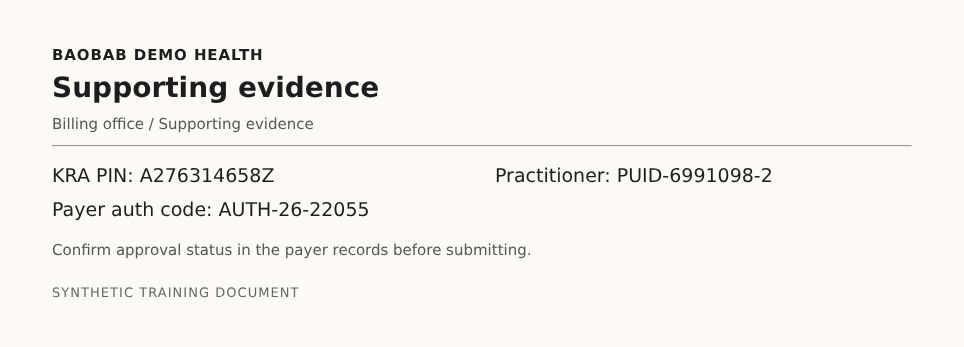 BAOBAB DEMO HEALTH
Supporting evidence
Billing office / Supporting evidence
KRA PIN: A276314658Z Practitioner: PUID-6991098-2
Payer auth code: AUTH-26-22055
Confirm approval status in the payer records before submitting.
SYNTHETIC TRAINING DOCUMENT